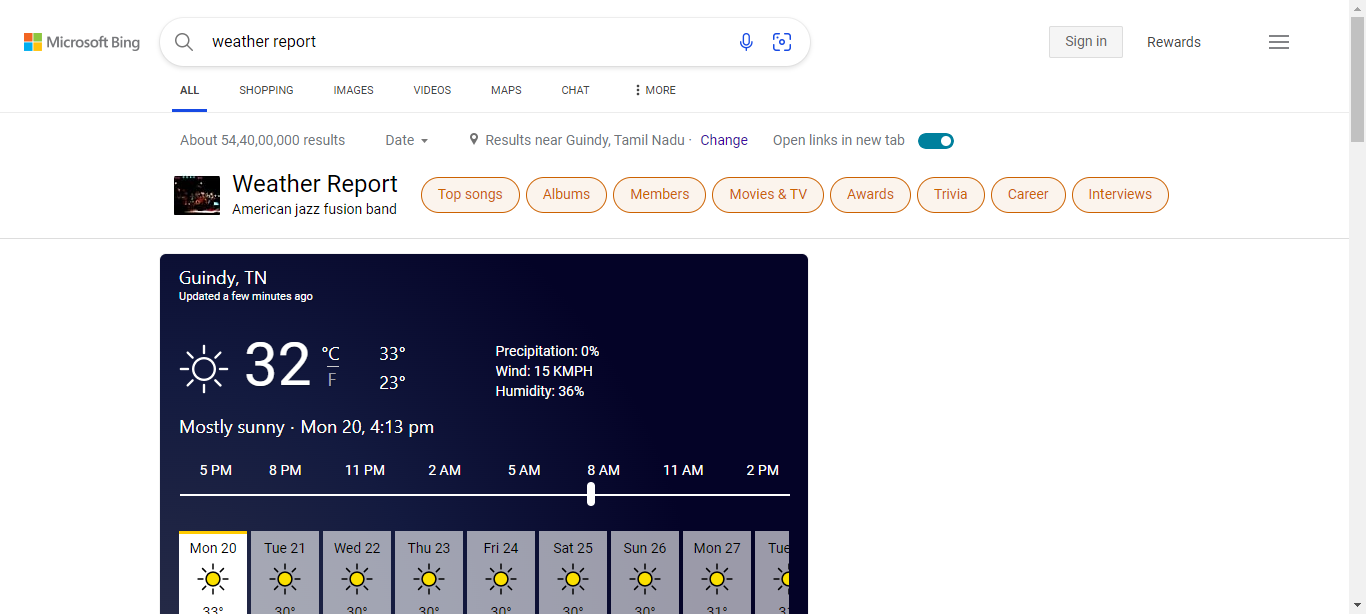 Microsoft Bing
weather report
Sign in
Rewards
ALL
SHOPPING
IMAGES
VIDEOS
MAPS
CHAT
MORE
About 54,40,00,000 results
Date
Results near Guindy, Tamil Nadu ·
Change
Open links in new tab
Weather Report
American jazz fusion band
Top songs
Albums
Members
Movies & TV
Awards
Trivia
Career
Interviews
Guindy, TN
Updated a few minutes ago
32
°C
F
33°
23°
Precipitation: 0%
Wind: 15 KMPH
Humidity: 36%
Mostly sunny · Mon 20, 4:13 pm
5 PM
8 PM
11 PM
2 AM
5 AM
8 AM
11 AM
2 PM
Mon 20
Tue 21
Wed 22
Thu 23
Fri 24
Sat 25
Sun 26
Mon 27
Tue
33°
30°
30°
30°
30°
30°
30°
31°